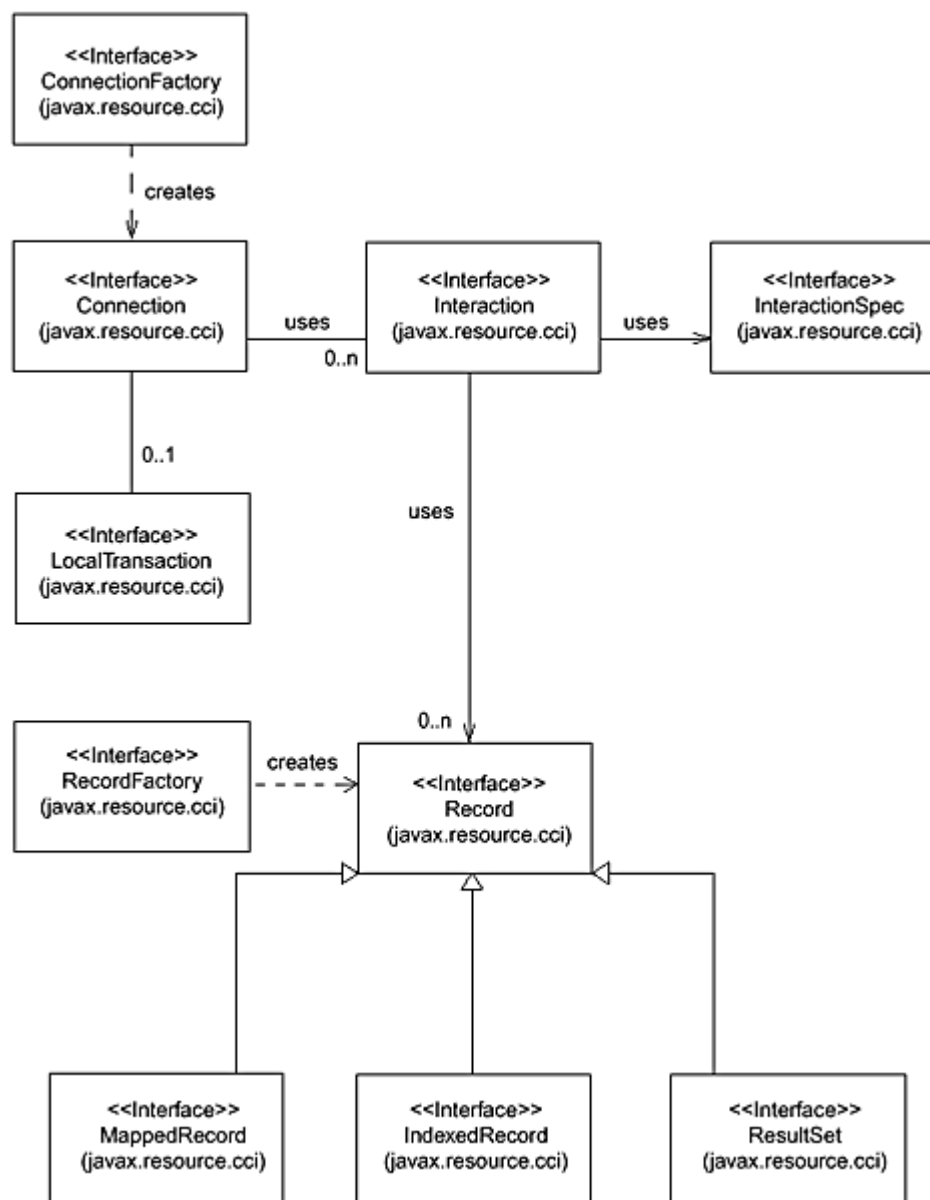 <<Interface>>
ConnectionFactory
(javax.resource.cci)
creates
<<Interface>>
Connection
(javax.resource.cci)
uses
0..n
<<Interface>>
Interaction
(javax.resource.cci)
uses
<<Interface>>
InteractionSpec
(javax.resource.cci)
0..1
<<Interface>>
LocalTransaction
(javax.resource.cci)
uses
0..n
<<Interface>>
RecordFactory
(javax.resource.cci)
creates
<<Interface>>
Record
(javax.resource.cci)
<<Interface>>
MappedRecord
(javax.resource.cci)
<<Interface>>
IndexedRecord
(javax.resource.cci)
<<Interface>>
ResultSet
(javax.resource.cci)